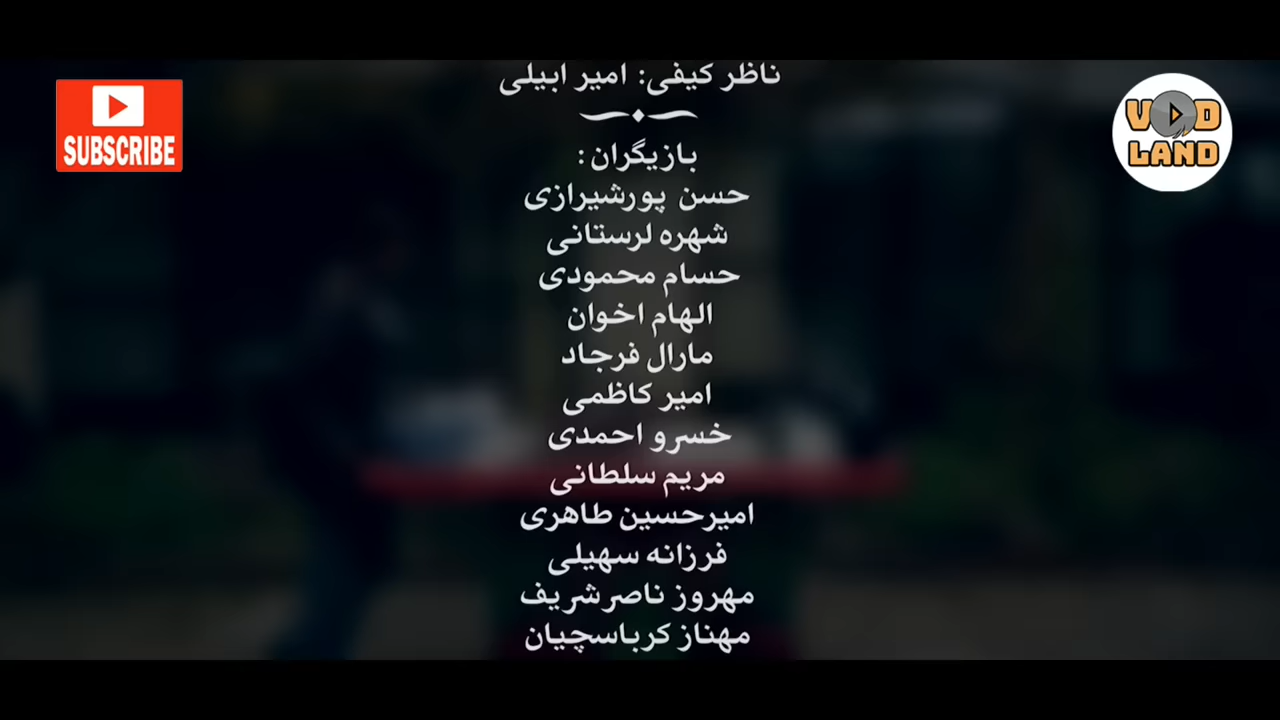 ناظر کیفی: امیر ابیلی
بازیگران :
حسن پورشیرازی
شهره لرستانی
حسام محمودی
الهام اخوان
مارال فرجاد
امیر کاظمی
خسرو احمدی
مریم سلطانی
امیرحسین طاهری
فرزانه سهیلی
مهروز ناصرشریف
مهناز کرباسچیان
SUBSCRIBE
VOD
LAND